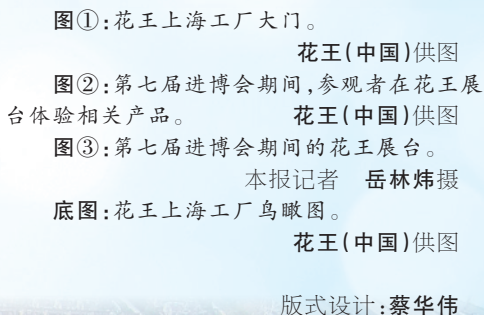 图①:花王上海工厂大门。
花王(中国)供图
图②:第七届进博会期间,参观者在花王展
台体验相关产品。 花王(中国)供图
图③:第七届进博会期间的花王展台。
本报记者 岳林炜摄
底图:花王上海工厂鸟瞰图。
花王(中国)供图
版式设计:蔡华伟